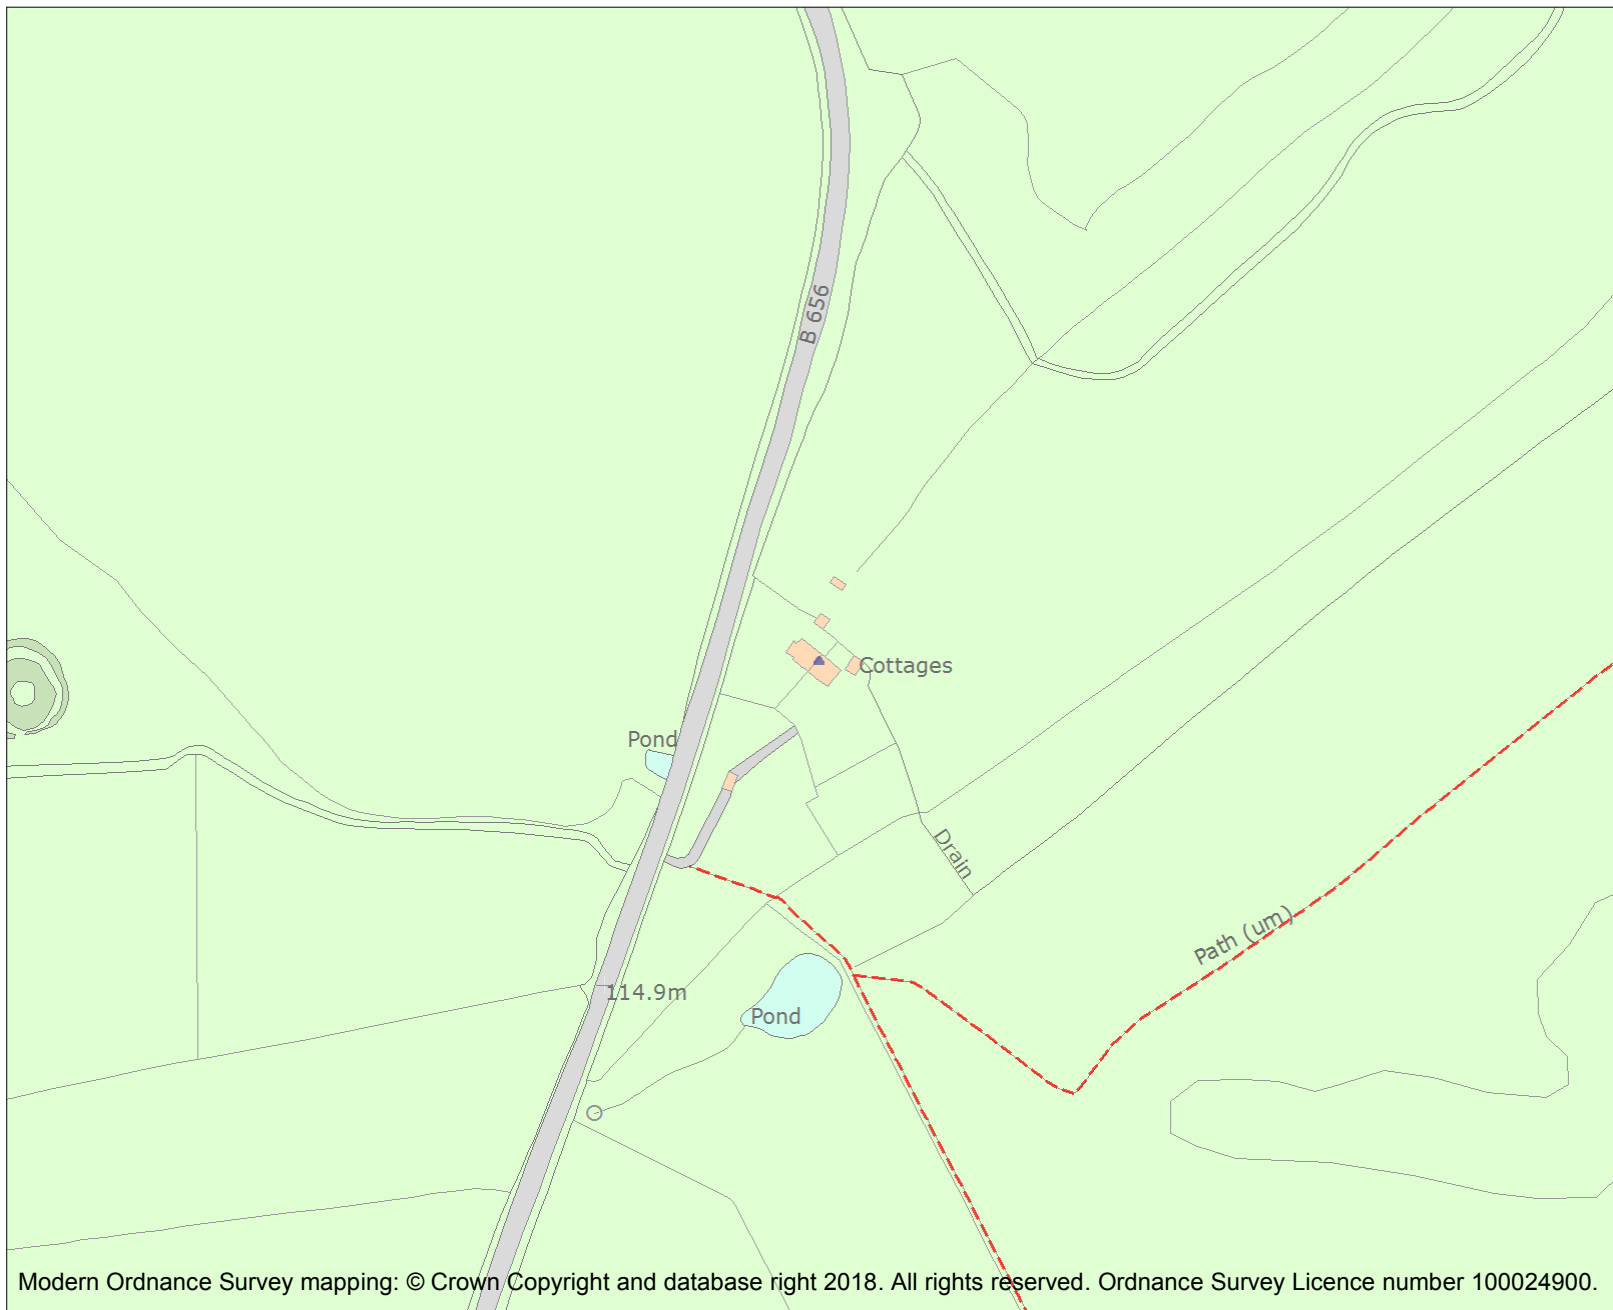 B 656
Cottages
Pond
Drain
Path (um)
114.9m
Pond
Modern Ordnance Survey mapping: © Crown Copyright and database right 2018. All rights reserved. Ordnance Survey Licence number 100024900.